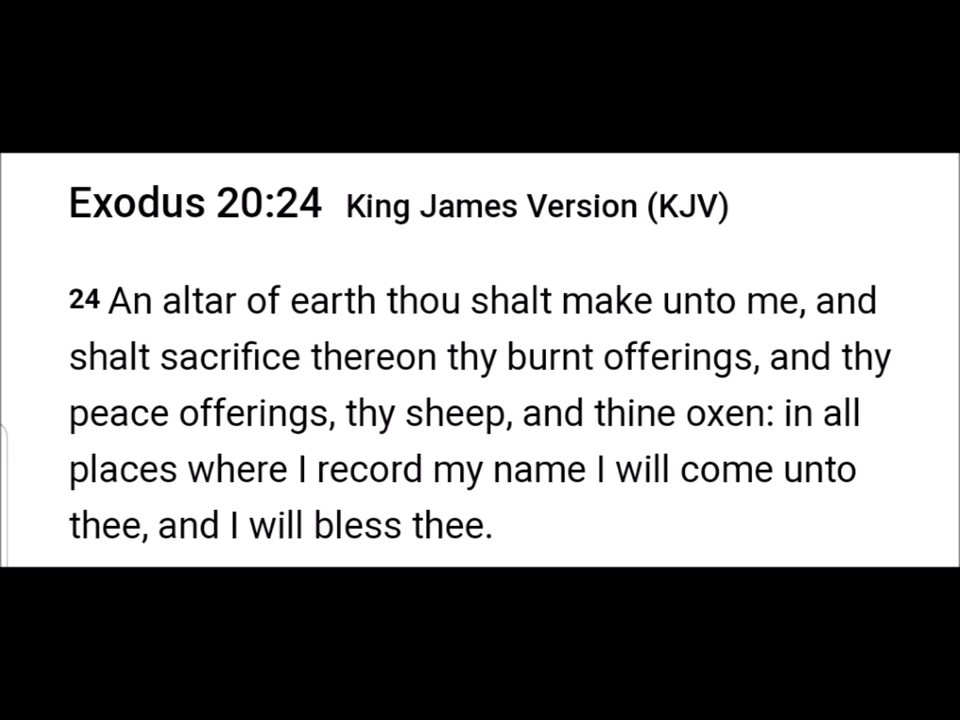 Exodus 20:24 King James Version (KJV)
24 An altar of earth thou shalt make unto me, and
shalt sacrifice thereon thy burnt offerings, and thy
peace offerings, thy sheep, and thine oxen: in all
places where I record my name I will come unto
thee, and I will bless thee.